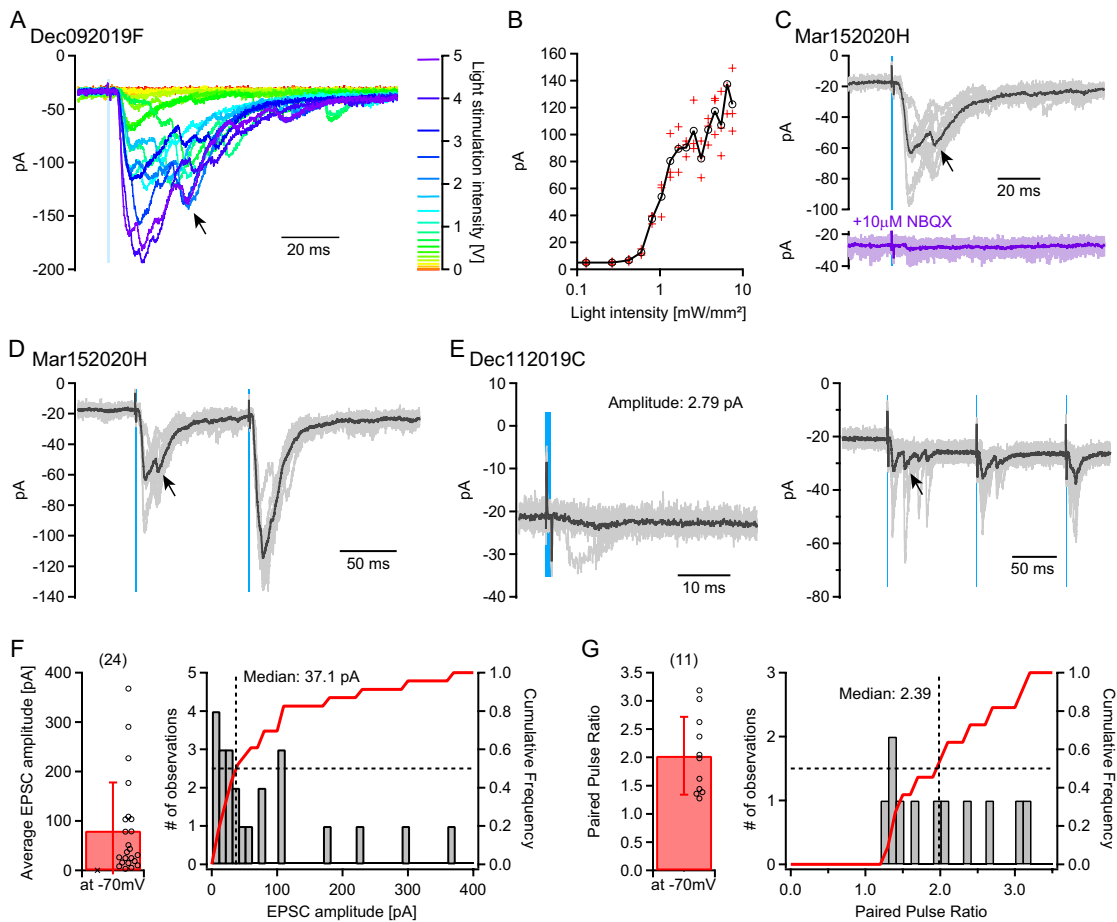 A
Dec092019F
0
-50
-100
-150
-200
pA
20 ms
5
4
3
2
1
0
Light stimulation intensity [V]
B
pA
160
140
120
100
80
60
40
20
0
0.1
1
10
Light intensity [mW/mm²]
C
Mar152020H
0
-20
-40
-60
-80
-100
pA
20 ms
+10µM NBQX
-20
-40
pA
D
Mar152020H
0
-20
-40
-60
-80
-100
-120
-140
pA
50 ms
E
Dec112019C
10
0
-10
-20
-30
-40
pA
Amplitude: 2.79 pA
10 ms
0
-20
-40
-60
-80
pA
50 ms
F
(24)
400
300
200
100
0
Average EPSC amplitude [pA]
at -70mV
5
4
3
2
1
0
# of observations
Median: 37.1 pA
1.0
0.8
0.6
0.4
0.2
0.0
Cumulative Frequency
0
100
200
300
400
EPSC amplitude [pA]
G
(11)
3.5
3.0
2.5
2.0
1.5
1.0
0.5
0.0
Paired Pulse Ratio
at -70mV
3
2
1
0
# of observations
Median: 2.39
1.0
0.8
0.6
0.4
0.2
0.0
Cumulative Frequency
0.0
1.0
2.0
3.0
Paired Pulse Ratio